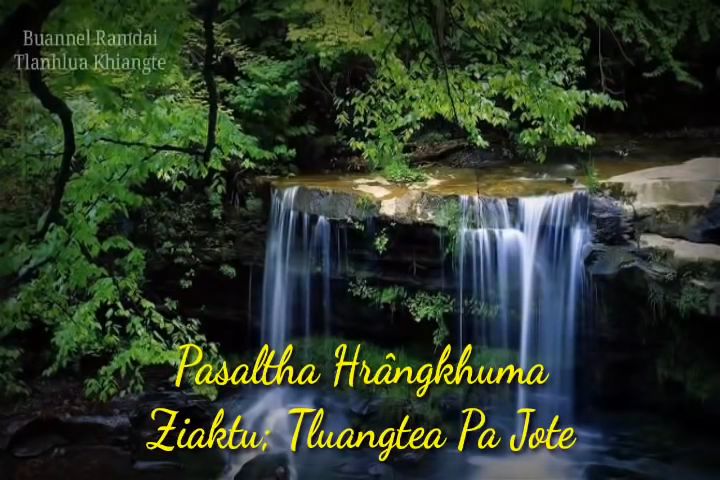 Buannel Ramdai
Tlanhlua Khiangte
Pasaltha Hrângkhuma
Ziaktu; Tluangtea Pa Jote